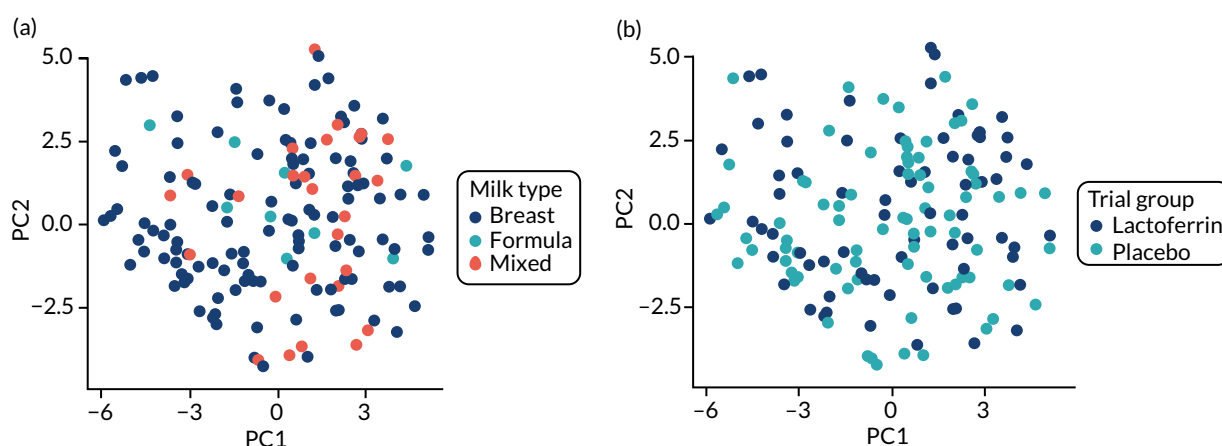 (a)
5.0
2.5
0.0
−2.5
PC2
−6
−3
0
3
PC1
Milk type
Breast
Formula
Mixed
(b)
5.0
2.5
0.0
−2.5
PC2
−6
−3
0
3
PC1
Trial group
Lactoferrin
Placebo